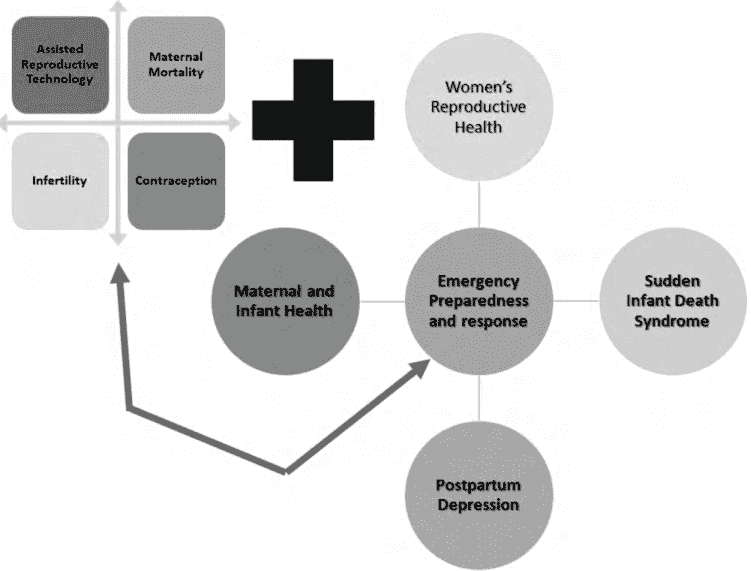 Assisted
Reproductive
Technology
Maternal
Mortality
Infertility
Contraception
Women's
Reproductive
Health
Maternal and
Infant Health
Emergency
Preparedness
and response
Sudden
Infant Death
Syndrome
Postpartum
Depression